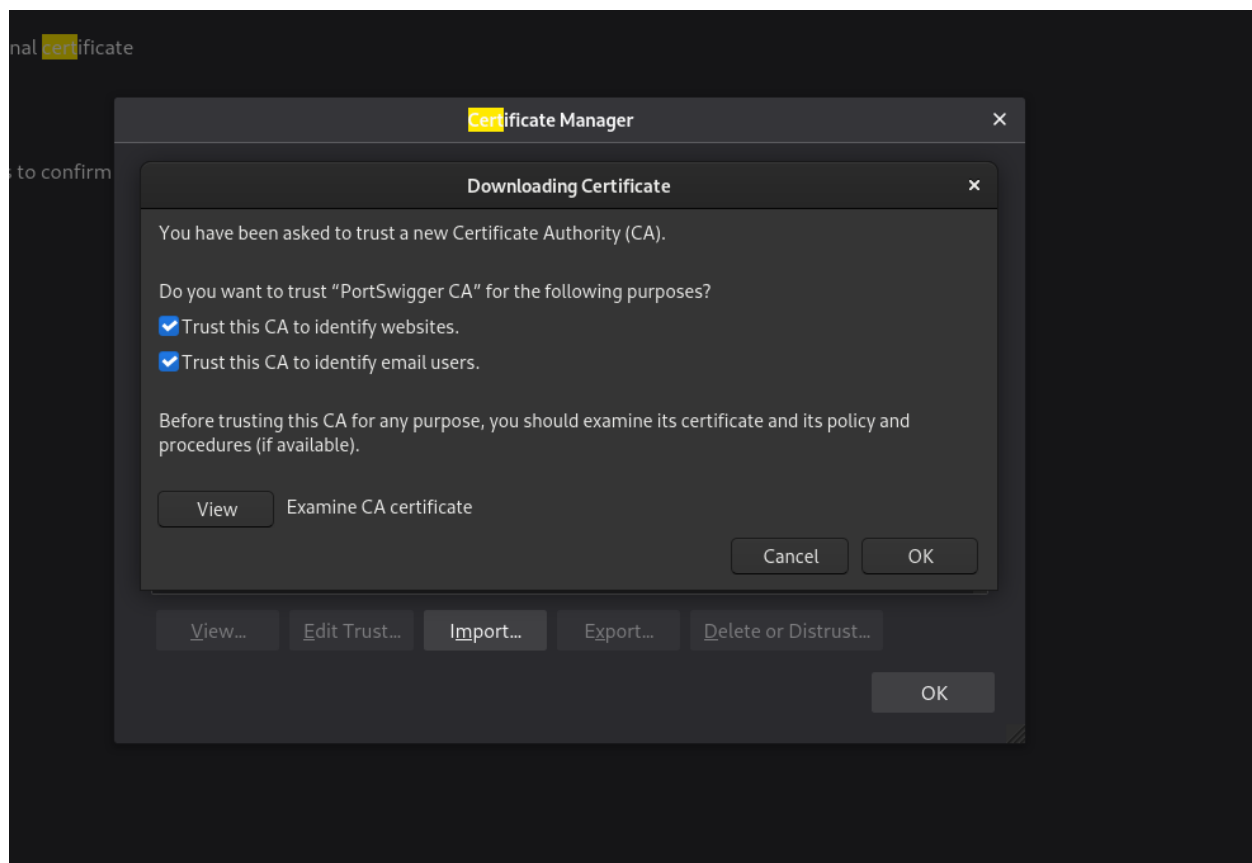 nal certificate
Certificate Manager
to confirm
Downloading Certificate
You have been asked to trust a new Certificate Authority (CA).
Do you want to trust “PortSwigger CA” for the following purposes?
Trust this CA to identify websites.
Trust this CA to identify email users.
Before trusting this CA for any purpose, you should examine its certificate and its policy and
procedures (if available).
View Examine CA certificate
Cancel OK
View… Edit Trust… Import… Export… Delete or Distrust…
OK